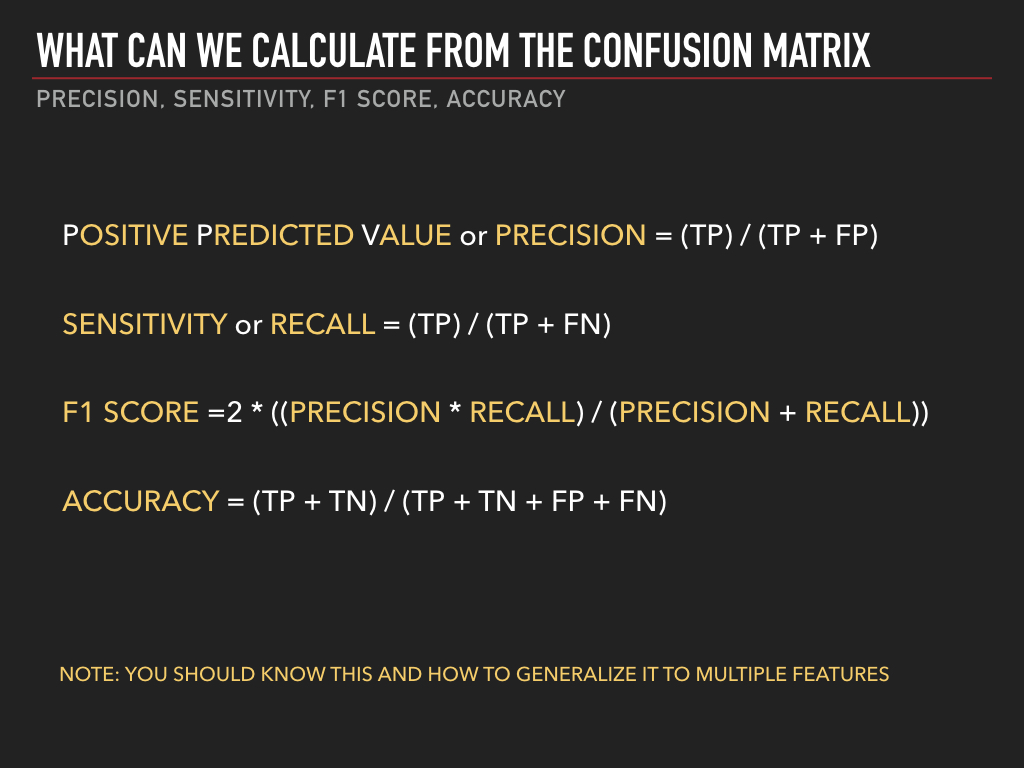 WHAT CAN WE CALCULATE FROM THE CONFUSION MATRIX
PRECISION, SENSITIVITY, F1 SCORE, ACCURACY
POSITIVE PREDICTED VALUE or PRECISION = (TP) / (TP + FP)
SENSITIVITY or RECALL = (TP) / (TP + FN)
F1 SCORE =2 * ((PRECISION * RECALL) / (PRECISION + RECALL))
ACCURACY = (TP + TN) / (TP + TN + FP + FN)
NOTE: YOU SHOULD KNOW THIS AND HOW TO GENERALIZE IT TO MULTIPLE FEATURES